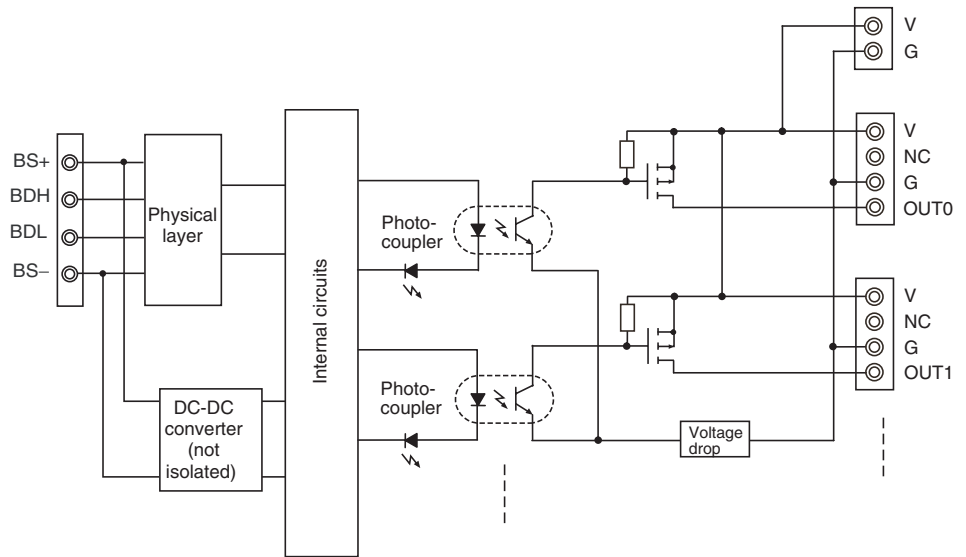 V
G
V
NC
G
OUT0
BS+
BDH
BDL
BS−
Physical
layer
Internal circuits
Photo-
coupler
V
NC
G
OUT1
Photo-
coupler
DC-DC
converter
(not
isolated)
Voltage
drop